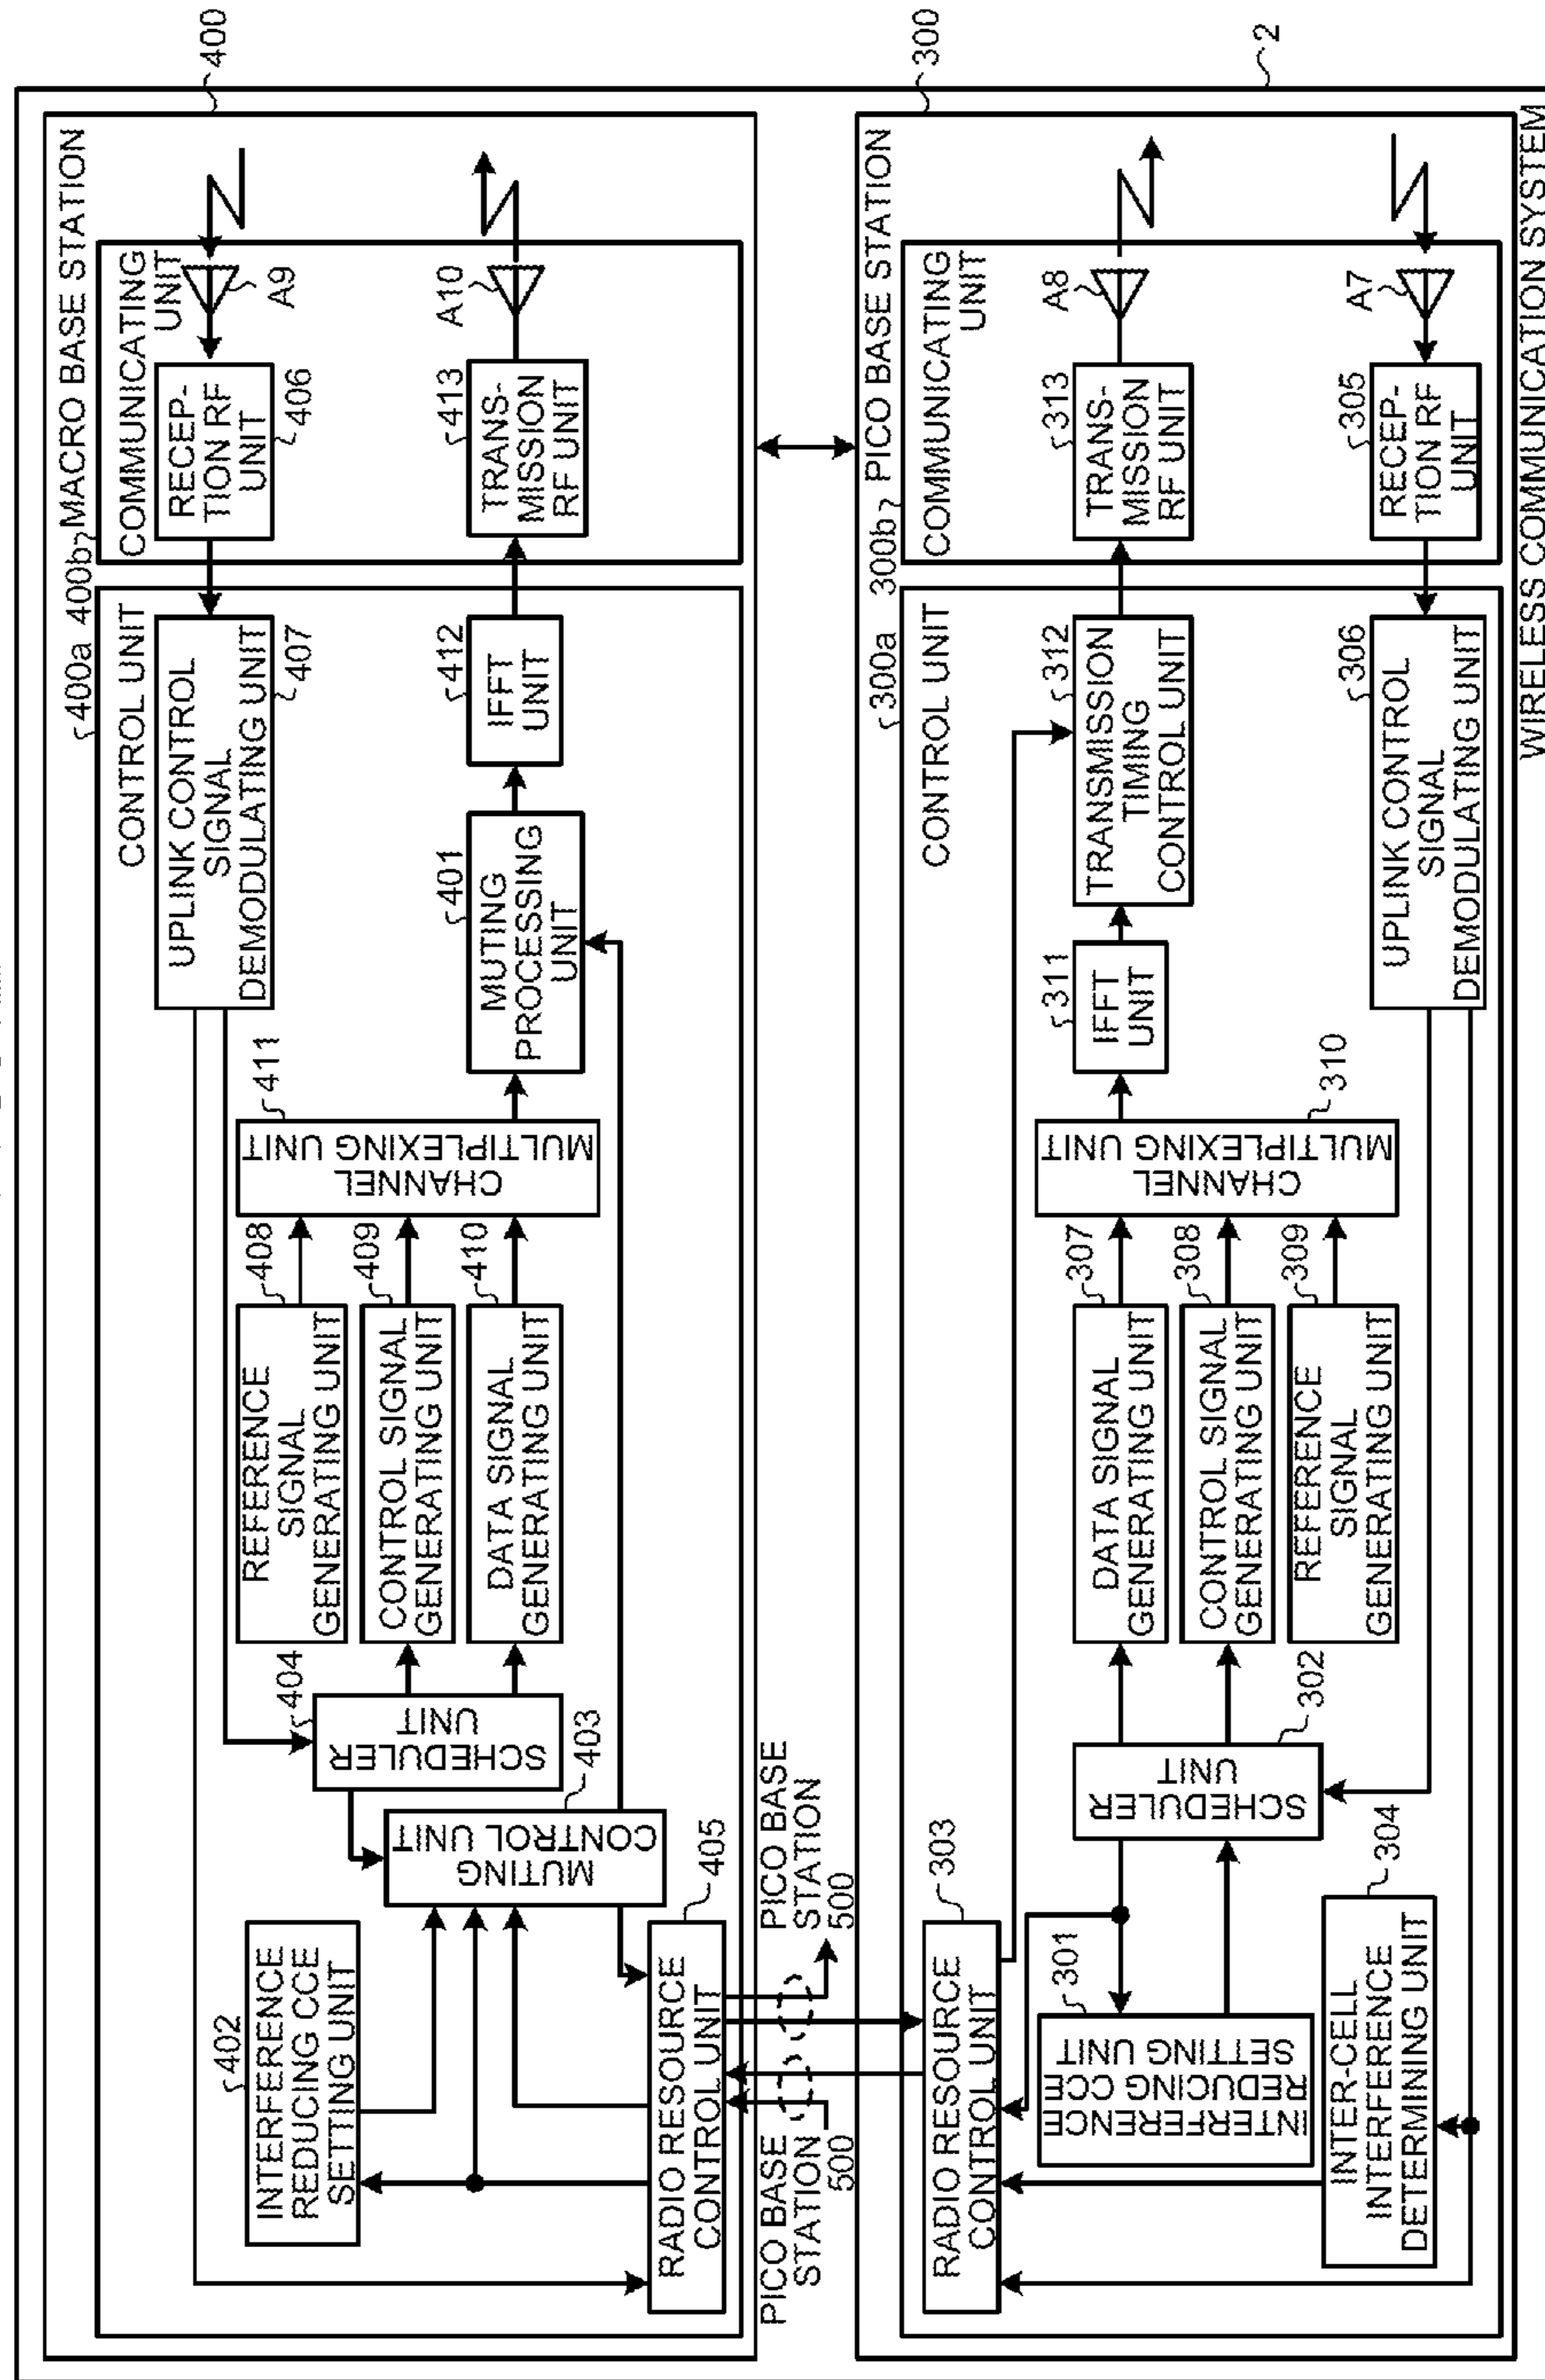 400
MACRO BASE STATION
400a
400b
CONTROL UNIT
COMMUNICATING
UNIT
UPLINK CONTROL
SIGNAL
DEMODULATING UNIT
407
RECEP-
TION RF
UNIT
406
A9
402
INTERFERENCE
REDUCING CCE
SETTING UNIT
404
SCHEDULER
UNIT
403
MUTING
CONTROL UNIT
REFERENCE
SIGNAL
GENERATING UNIT
408
CONTROL SIGNAL
GENERATING UNIT
409
DATA SIGNAL
GENERATING UNIT
410
411
CHANNEL
MULTIPLEXING UNIT
401
MUTING
PROCESSING
UNIT
412
IFFT
UNIT
413
TRANS-
MISSION
RF UNIT
A10
RADIO RESOURCE
CONTROL UNIT
405
PICO BASE
STATION
500
PICO BASE
STATION
500
300
PICO BASE STATION
300a
300b
CONTROL UNIT
COMMUNICATING
UNIT
RADIO RESOURCE
CONTROL UNIT
303
301
INTERFERENCE
REDUCING CCE
SETTING UNIT
SCHEDULER
UNIT
302
INTER-CELL
INTERFERENCE
DETERMINING UNIT
304
DATA SIGNAL
GENERATING UNIT
307
CONTROL SIGNAL
GENERATING UNIT
308
REFERENCE
SIGNAL
GENERATING UNIT
309
CHANNEL
MULTIPLEXING UNIT
310
311
IFFT
UNIT
312
TRANSMISSION
TIMING
CONTROL UNIT
313
TRANS-
MISSION
RF UNIT
A8
306
UPLINK CONTROL
SIGNAL
DEMODULATING UNIT
305
RECEP-
TION RF
UNIT
A7
2
WIRELESS COMMUNICATION SYSTEM